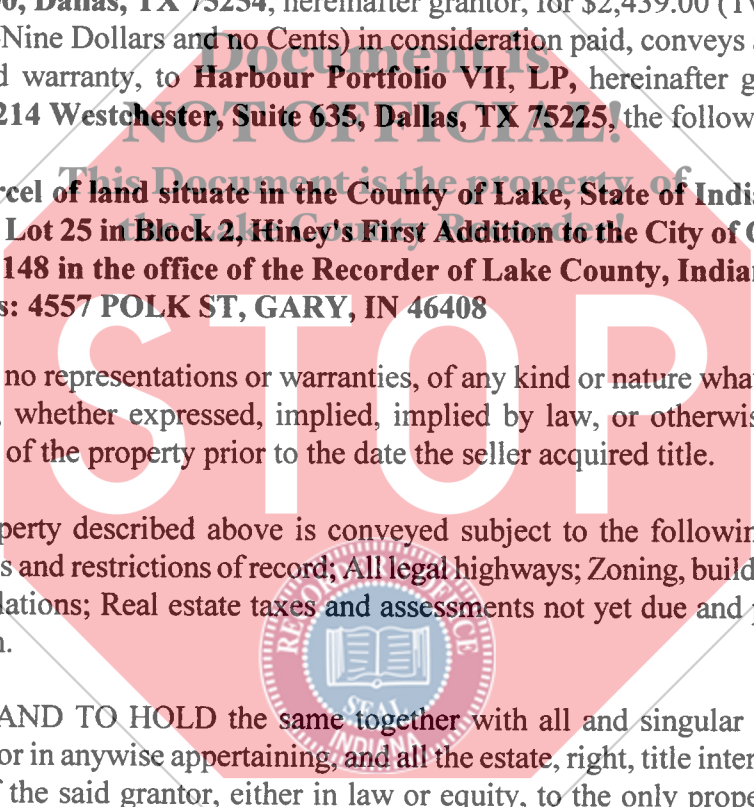 00, Dallas, TX 75254, hereinafter grantor, for $2,439.00 (Tw
-Nine Dollars and no Cents) in consideration paid, conveys
Document is
d warranty, to Harbour Portfolio VII, LP, hereinafter g
214 Westchester, Suite 635, Dallas, TX 75225, the follow
NOT OFFICIAL!
This Document is the property of
rcel of land situate in the County of Lake, State of Indi
the Lake County Recorder!
Lot 25 in Block 2, Hiney's First Addition to the City of G
148 in the office of the Recorder of Lake County, Indian
s: 4557 POLK ST, GARY, IN 46408
STOP
no representations or warranties, of any kind or nature wha
, whether expressed, implied, implied by law, or otherwis
of the property prior to the date the seller acquired title.
perty described above is conveyed subject to the followin
s and restrictions of record; All legal highways; Zoning, build
lations; Real estate taxes and assessments not yet due and
n.
RECORDER'S OFFICE
SEAL
INDIANA
AND TO HOLD the same together with all and singular
or in anywise appertaining, and all the estate, right, title inter
f the said grantor, either in law or equity, to the only prop